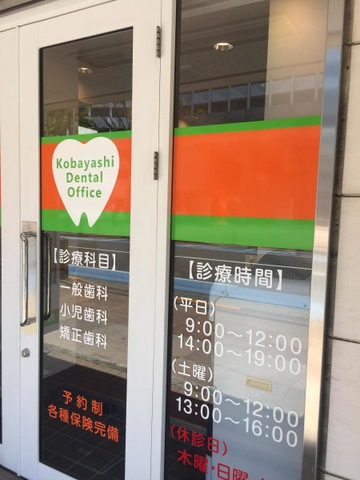 Kobayashi
Dental
Office
【診療科目】
一般歯科
小児歯科
矯正歯科
予約制
各種保険完備
【診療時間】
(平日)
9:00〜12:00
14:00〜19:00
(土曜)
9:00〜12:00
13:00〜16:00
(休診日)
木曜・日曜・